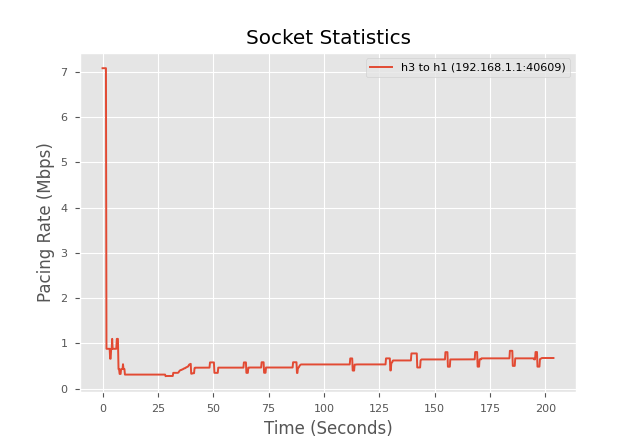 Socket Statistics
h3 to h1 (192.168.1.1:40609)
Pacing Rate (Mbps)
7
6
5
4
3
2
1
0
0 25 50 75 100 125 150 175 200
Time (Seconds)